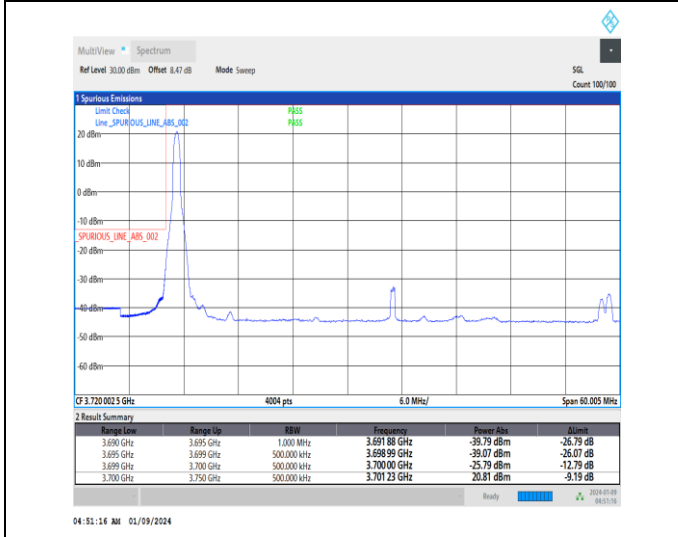 MultiView Spectrum
Ref Level 30.00 dBm Offset 8.47 dB Mode Sweep SGL
Count 100/100
1 Spurious Emissions
Limit Check PASS
Line _SPURIOUS_LINE_ABS_002 PASS
20 dBm
10 dBm
0 dBm
-10 dBm
_SPURIOUS_LINE_ABS_002
-20 dBm
-30 dBm
-40 dBm
-50 dBm
-60 dBm
CF 3.720 002 5 GHz 4004 pts 6.0 MHz/ Span 60.005 MHz
2 Result Summary
Range Low Range Up RBW Frequency Power Abs ΔLimit
3.690 GHz 3.695 GHz 1.000 MHz 3.691 88 GHz -39.79 dBm -26.79 dB
3.695 GHz 3.699 GHz 500.000 kHz 3.698 99 GHz -39.07 dBm -26.07 dB
3.699 GHz 3.700 GHz 500.000 kHz 3.700 00 GHz -25.79 dBm -12.79 dB
3.700 GHz 3.750 GHz 500.000 kHz 3.701 23 GHz 20.81 dBm -9.19 dB
Ready 2024-01-09
04:51:16
04:51:16 AM 01/09/2024